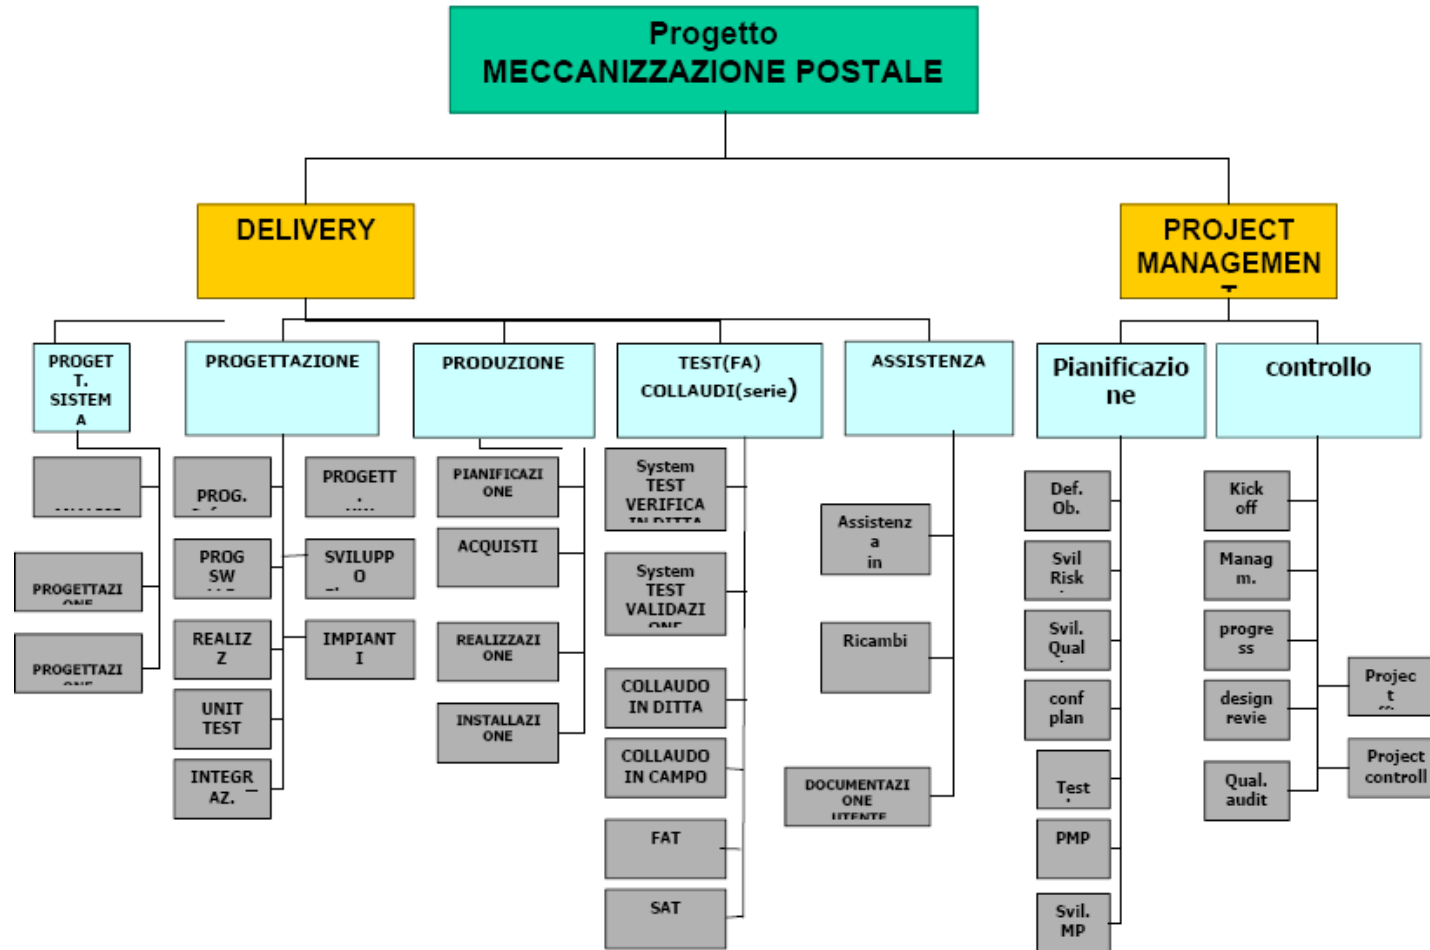 Progetto
MECCANIZZAZIONE POSTALE
DELIVERY
PROJECT
MANAGEMEN
PROGET
T.
SISTEM
A
PROGETTAZIONE
PRODUZIONE
TEST(FA)
COLLAUDI(serie)
ASSISTENZA
Pianificazio
ne
controllo
PROGETTAZI
PROGETTAZI
PROG.
PROG
SW
REALIZ
Z
UNIT
TEST
INTEGR
AZ.
PROGETT
.
SVILUPP
O
IMPIANT
I
PIANIFICAZI
ONE
ACQUISTI
REALIZZAZI
ONE
INSTALLAZI
ONE
System
TEST
VERIFICA
IN DITTA
System
TEST
VALIDAZI
ONE
COLLAUDO
IN DITTA
COLLAUDO
IN CAMPO
FAT
SAT
Assistenz
a
in
Ricambi
DOCUMENTAZI
ONE
UTENTE
Def.
Ob.
Svil
Risk
Svil.
Qual
conf
plan
Test
PMP
Svil.
MP
Kick
off
Manag
m.
progre
ss
design
revie
Qual.
audit
Projec
t
Project
controll